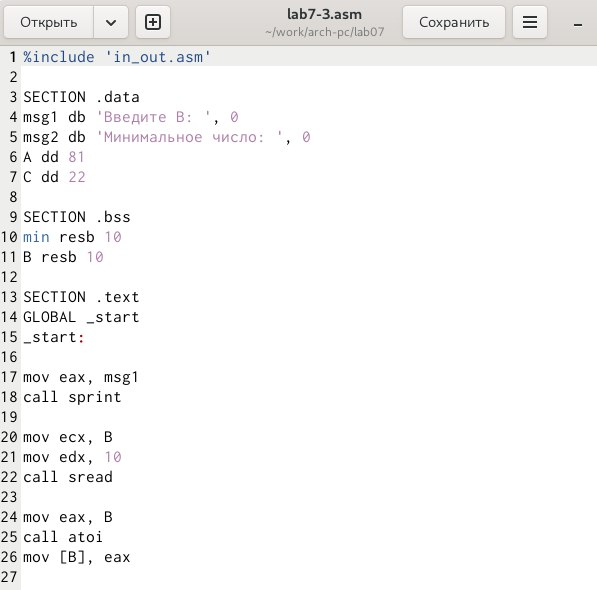 Открыть
lab7-3.asm
~/work/arch-pc/lab07
Сохранить
1 %include 'in_out.asm'
2
3 SECTION .data
4 msg1 db 'Введите B: ', 0
5 msg2 db 'Минимальное число: ', 0
6 A dd 81
7 C dd 22
8
9 SECTION .bss
10 min resb 10
11 B resb 10
12
13 SECTION .text
14 GLOBAL _start
15 _start:
16
17 mov eax, msg1
18 call sprint
19
20 mov ecx, B
21 mov edx, 10
22 call sread
23
24 mov eax, B
25 call atoi
26 mov [B], eax
27